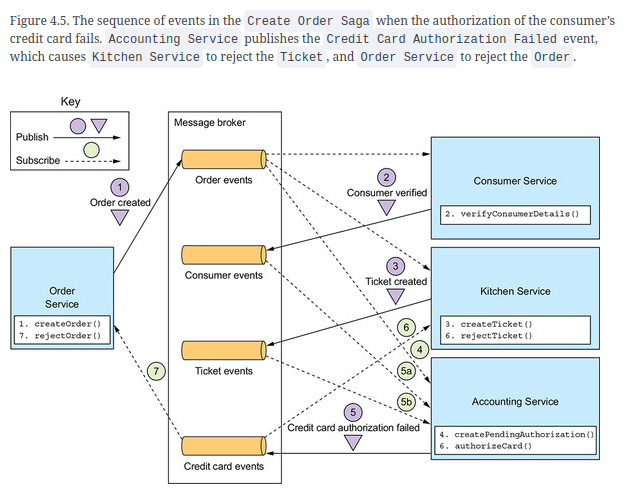 Figure 4.5. The sequence of events in the Create Order Saga when the authorization of the consumer's
credit card fails. Accounting Service publishes the Credit Card Authorization Failed event,
which causes Kitchen Service to reject the Ticket, and Order Service to reject the Order.
Key
Publish
Subscribe
Message broker
Order events
Consumer events
Ticket events
Credit card events
1
Order created
Order
Service
1. createOrder()
7. rejectOrder()
7
2
Consumer verified
3
Ticket created
6
4
5a
5b
5
Credit card authorization failed
Consumer Service
2. verifyConsumerDetails()
Kitchen Service
3. createTicket()
6. rejectTicket()
Accounting Service
4. createPendingAuthorization()
6. authorizeCard()